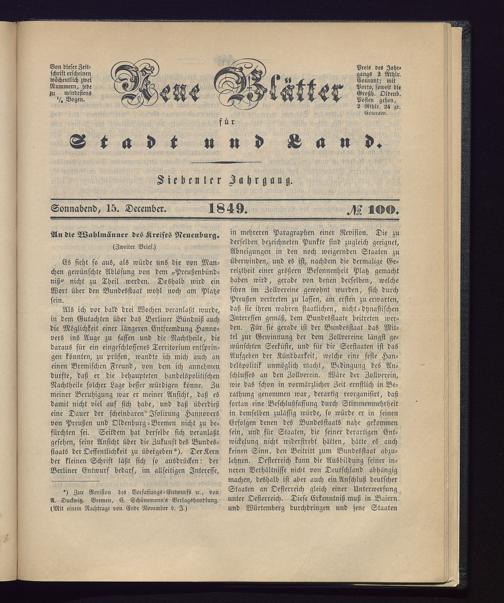 Von dieser Zeit-
schrift erscheinen
wöchentlich zwei
Nummern, jede
zu mindestens
Bogen.
Neue Blätter
für
Stadt und Land.
Preis des Jahr-
gangs 2 Rthlr.
Courant; mit
Porto, soweit die
Großh. Oldenb.
Posten gehen,
2 Rthlr. 24 gr.
Courant.
Siebenter Jahrgang.
Sonnabend, 15. December. 1849. № 100.
An die Wahlmänner des Kreises Neuenburg.
(Zweiter Brief.)
Es sieht so aus, als würde uns die von Man-
chen gewünschte Ablösung von dem „Preußenbünd-
niß“ nicht zu Theil werden. Deshalb wird ein
Wort über den Bundesstaat wohl noch am Platze
sein.
Als ich vor bald drei Wochen veranlaßt wurde,
in dem Gutachten über das Berliner Bündniß auch
die Möglichkeit einer längeren Entfremdung Hanno-
vers ins Auge zu fassen und die Nachtheile, die
daraus für ein eingeschlossenes Territorium entsprin-
gen könnten, zu prüfen, wandte ich mich auch an
einen Bremischen Freund, von dem ich annehmen
durfte, daß er die behaupteten handelspolitischen
Nachtheile solcher Lage besser würdigen könne. Zu
meiner Beruhigung war er meiner Ansicht, daß es
damit nicht viel auf sich habe, und daß überdies
eine Dauer der scheinbaren Isolirung Hannovers
von Preußen und Oldenburg-Bremen nicht zu be-
fürchten sei. Seitdem hat derselbe sich veranlaßt
gesehen, seine Ansicht über die Zukunft des Bundes-
staats der Oeffentlichkeit zu übergeben*). Der Kern
der kleinen Schrift läßt sich so ausdrücken: der
Berliner Entwurf bedarf, im allseitigen Interesse,
*) Zur Revision des Verfassungs-Entwurfs ꝛc., von
A. Duckwitz. Bremen, C. Schünemann's Verlagshandlung.
(Mit einem Nachtrage von Ende November d. J.)
in mehreren Paragraphen einer Revision. Die zu
derselben bezeichneten Punkte sind zugleich geeignet,
Abneigungen in den noch weigernden Staaten zu
überwinden, und es ist, nachdem die dermalige Ge-
reiztheit einer größeren Besonnenheit Platz gemacht
haben wird, gerade von denen derselben, welche
schon im Zollverein gewohnt wurden, sich durch
Preußen vertreten zu lassen, am ersten zu erwarten,
daß sie ihren wahren staatlichen, nicht-dynastischen
Interessen gemäß, dem Bundesstaate beitreten wer-
den. Für sie gerade ist der Bundesstaat das Mit-
tel zur Gewinnung der dem Zollverein längst ge-
wünschten Seeküste, und für die Seestaaten ist das
Aufgeben der Kündbarkeit, welche eine feste Han-
delspolitik unmöglich macht, Bedingung des An-
schlusses an den Zollverein. Wäre der Zollverein,
wie das schon in vormärzlicher Zeit ernstlich in Be-
rathung genommen war, derartig reorganisirt, daß
fortan eine Beschlußfassung durch Stimmenmehrheit
in demselben zulässig würde, so würde er in seinen
Erfolgen denen des Bundesstaats nahe gekommen
sein, und für Staaten, die seiner derartigen Ent-
wickelung nicht widerstrebt hätten, hätte es auch
keinen Sinn, den Beitritt zum Bundesstaat abzu-
lehnen. Oesterreich kann die Ausbildung seiner in-
neren Verhältnisse nicht von Deutschland abhängig
machen, deshalb ist aber auch ein Anschluß deutscher
Staaten an Oesterreich gleich einer Unterwerfung
unter Oesterreich. Diese Erkenntniß muß in Baiern
und Würtemberg durchdringen und jene Staaten